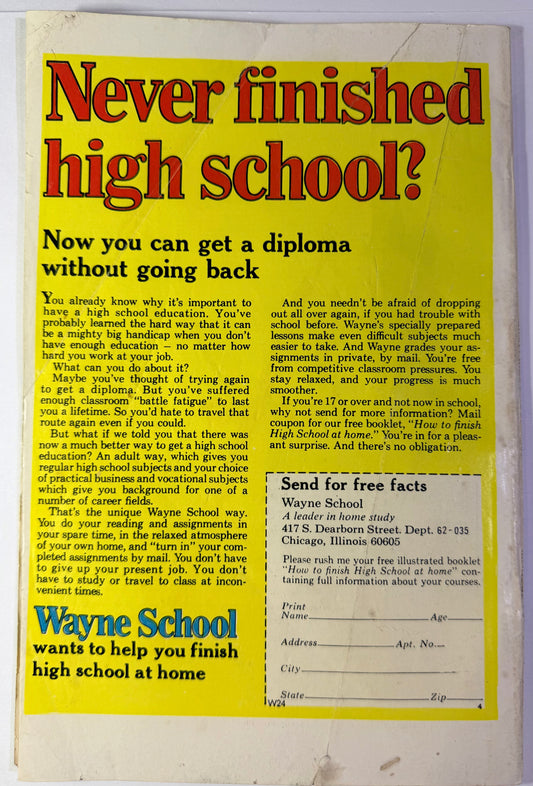 Never finished
high school?
Now you can get a diploma
without going back
You already know why it's important to
have a high school education. You've
probably learned the hard way that it can
be a mighty big handicap when you don't
have enough education — no matter how
hard you work at your job.
What can you do about it?
Maybe you've thought of trying again
to get a diploma. But you've suffered
enough classroom "battle fatigue" to last
you a lifetime. So you'd hate to travel that
route again even if you could.
But what if we told you that there was
now a much better way to get a high school
education? An adult way, which gives you
regular high school subjects and your choice
of practical business and vocational subjects
which give you background for one of a
number of career fields.
That's the unique Wayne School way.
You do your reading and assignments in
your spare time, in the relaxed atmosphere
of your own home, and "turn in" your com-
pleted assignments by mail. You don't have
to give up your present job. You don't
have to study or travel to class at incon-
venient times.
Wayne School
wants to help you finish
high school at home
And you needn't be afraid of dropping
out all over again, if you had trouble with
school before. Wayne's specially prepared
lessons make even difficult subjects much
easier to take. And Wayne grades your as-
signments in private, by mail. You're free
from competitive classroom pressures. You
stay relaxed, and your progress is much
smoother.
If you're 17 or over and not now in school,
why not send for more information? Mail
coupon for our free booklet, "How to finish
High School at home." You're in for a pleas-
ant surprise. And there's no obligation.
Send for free facts
Wayne School
A leader in home study
417 S. Dearborn Street. Dept. 62-035
Chicago, Illinois 60605
Please rush me your free illustrated booklet
"How to finish High School at home" con-
taining full information about your courses.
Print
Name Age
Address Apt. No.
City
State Zip
W24 4